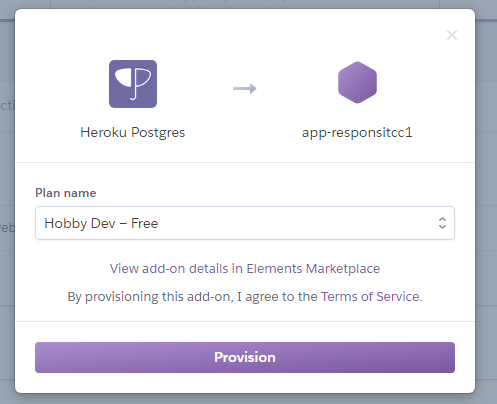 Heroku Postgres
app-responsitcc1
Plan name
Hobby Dev – Free
View add-on details in Elements Marketplace
By provisioning this add-on, I agree to the Terms of Service.
Provision